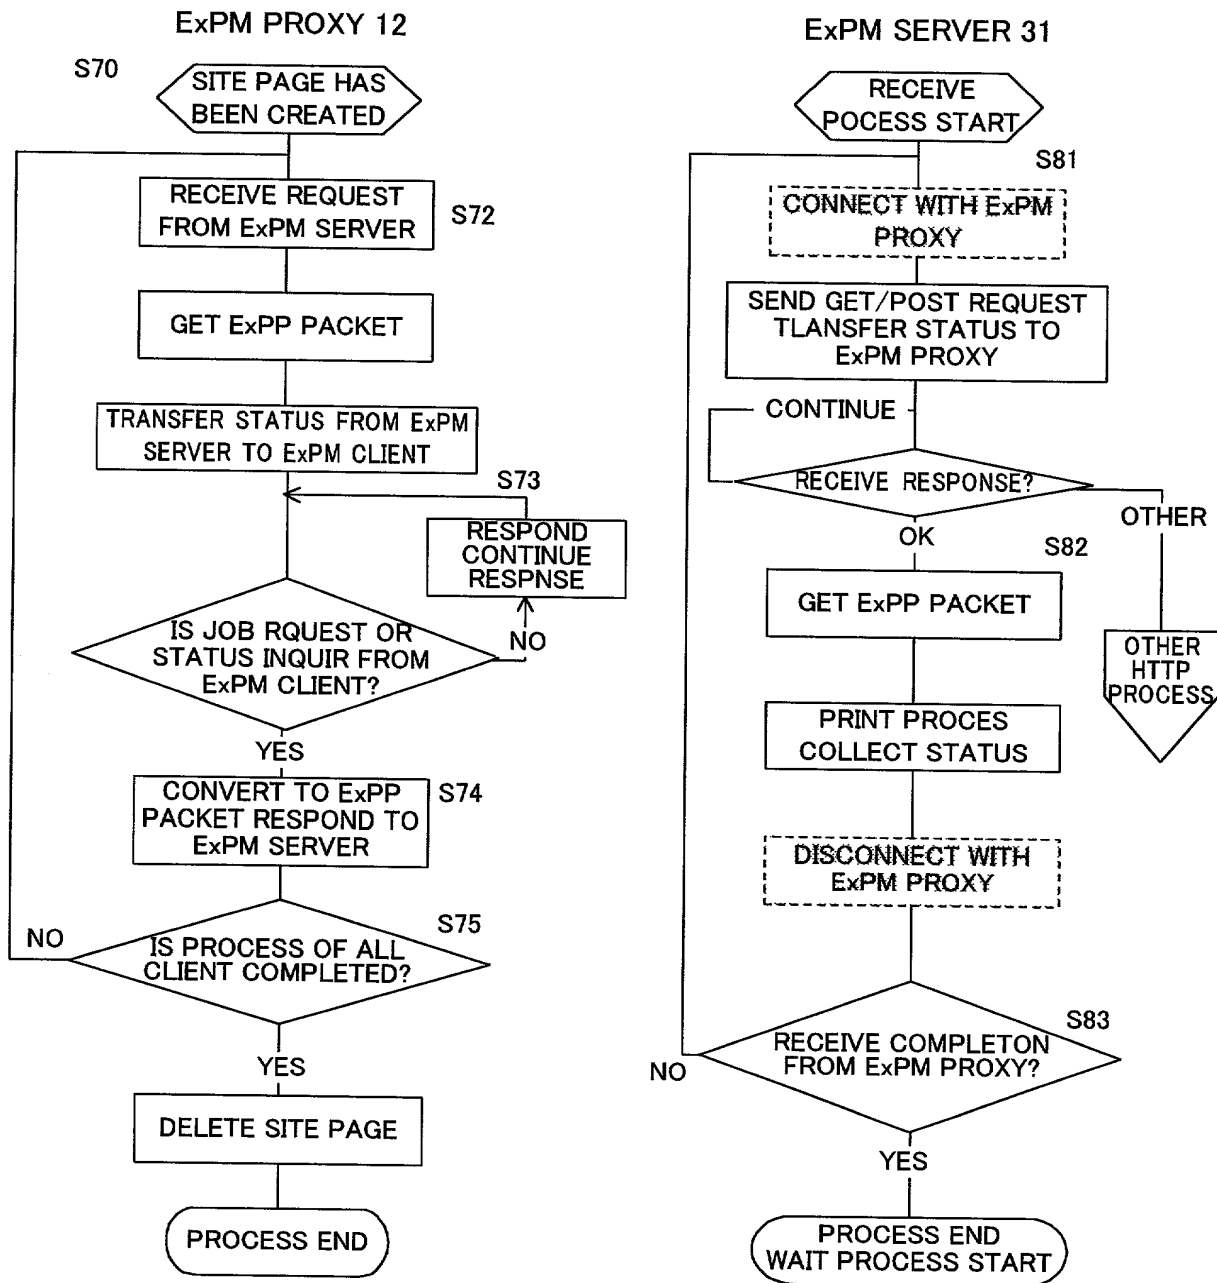 ExPM PROXY 12
S70
SITE PAGE HAS
BEEN CREATED
RECEIVE REQUEST
FROM ExPM SERVER
S72
GET ExPP PACKET
TRANSFER STATUS FROM ExPM
SERVER TO ExPM CLIENT
S73
RESPOND
CONTINUE
RESPNSE
IS JOB RQUEST OR
STATUS INQUIR FROM
ExPM CLIENT?
NO
YES
CONVERT TO ExPP
PACKET RESPOND TO
ExPM SERVER
S74
S75
NO
IS PROCESS OF ALL
CLIENT COMPLETED?
YES
DELETE SITE PAGE
PROCESS END
ExPM SERVER 31
RECEIVE
POCESS START
S81
CONNECT WITH ExPM
PROXY
SEND GET/POST REQUEST
TLANSFER STATUS TO
ExPM PROXY
CONTINUE
RECEIVE RESPONSE?
OTHER
OK
S82
GET ExPP PACKET
OTHER
HTTP
PROCESS
PRINT PROCES
COLLECT STATUS
DISCONNECT WITH
ExPM PROXY
S83
RECEIVE COMPLETON
FROM ExPM PROXY?
NO
YES
PROCESS END
WAIT PROCESS START